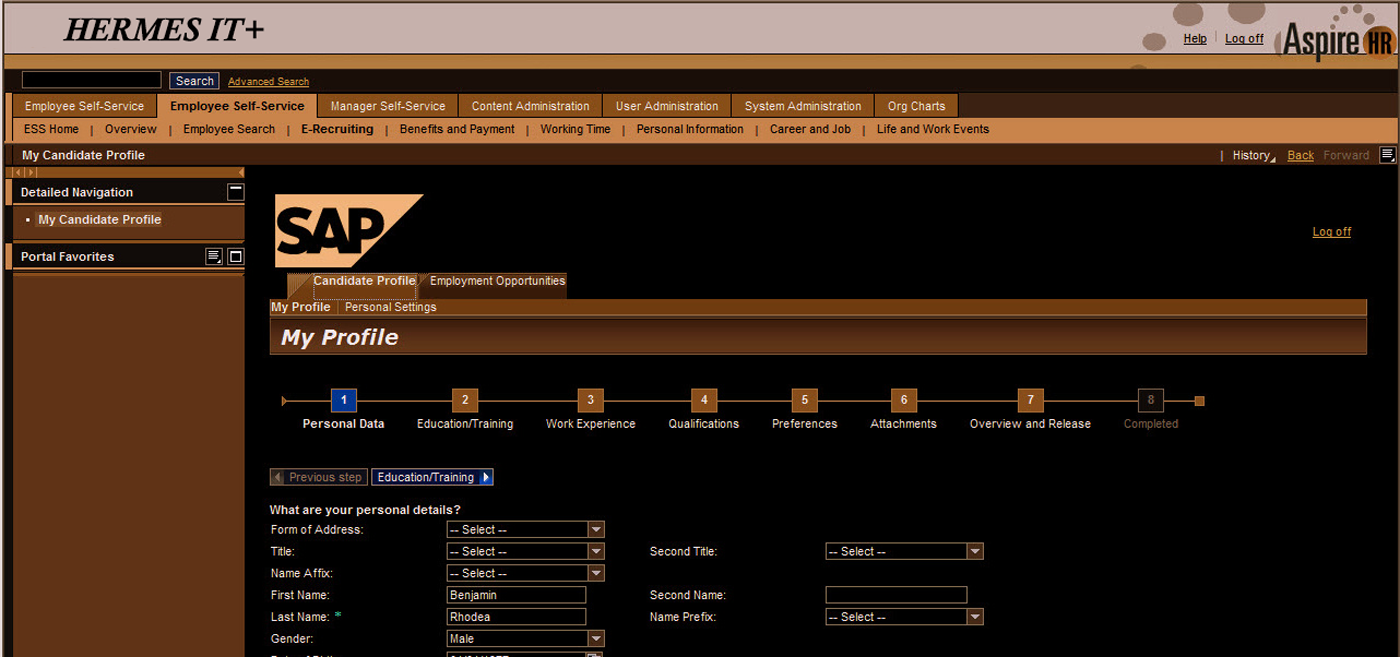 HERMES IT+
Help Log off Aspire HR
Search Advanced Search
Employee Self-Service Employee Self-Service Manager Self-Service Content Administration User Administration System Administration Org Charts
ESS Home | Overview | Employee Search | E-Recruiting | Benefits and Payment | Working Time | Personal Information | Career and Job | Life and Work Events
My Candidate Profile | History Back Forward
Detailed Navigation
My Candidate Profile
Portal Favorites
SAP
Log off
Candidate Profile Employment Opportunities
My Profile Personal Settings
My Profile
1 2 3 4 5 6 7 8
Personal Data Education/Training Work Experience Qualifications Preferences Attachments Overview and Release Completed
Previous step Education/Training
What are your personal details?
Form of Address: -- Select --
Title: -- Select -- Second Title: -- Select --
Name Affix: -- Select --
First Name: Benjamin Second Name:
Last Name: * Rhodea Name Prefix: -- Select --
Gender: Male